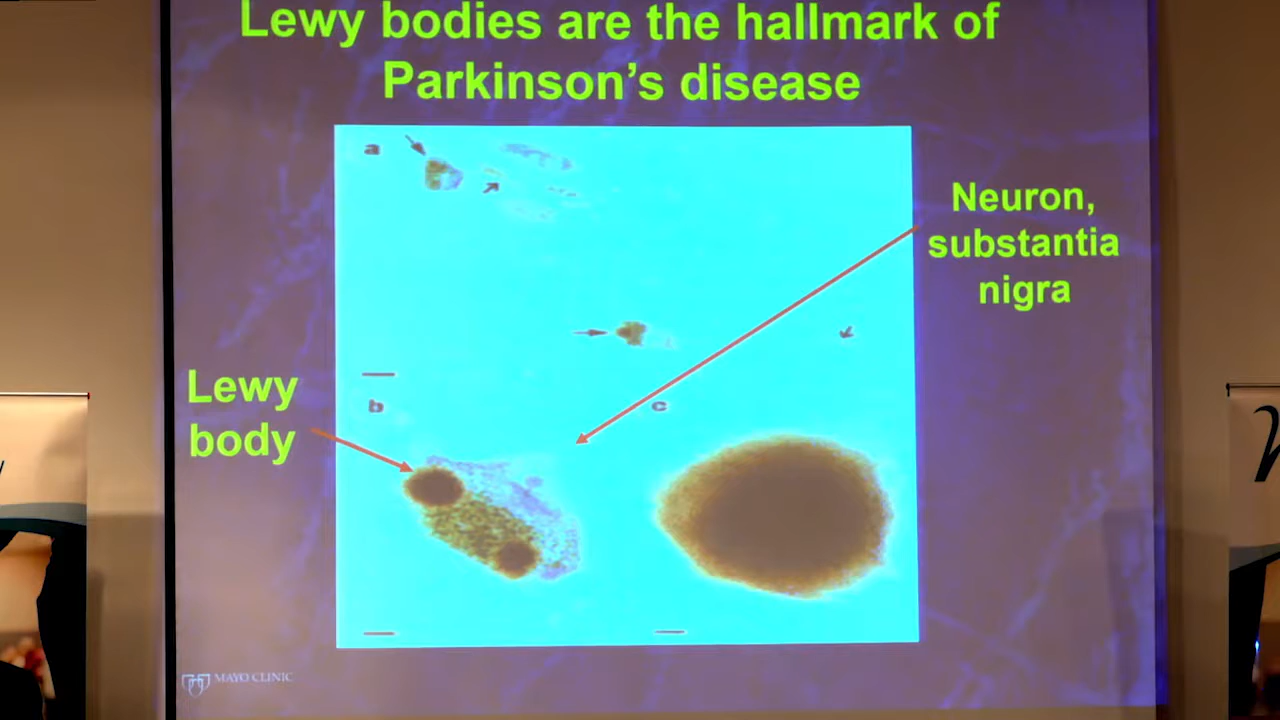 Lewy bodies are the hallmark of
Parkinson's disease
a
Neuron,
substantia
nigra
Lewy
body
b
c
MAYO CLINIC